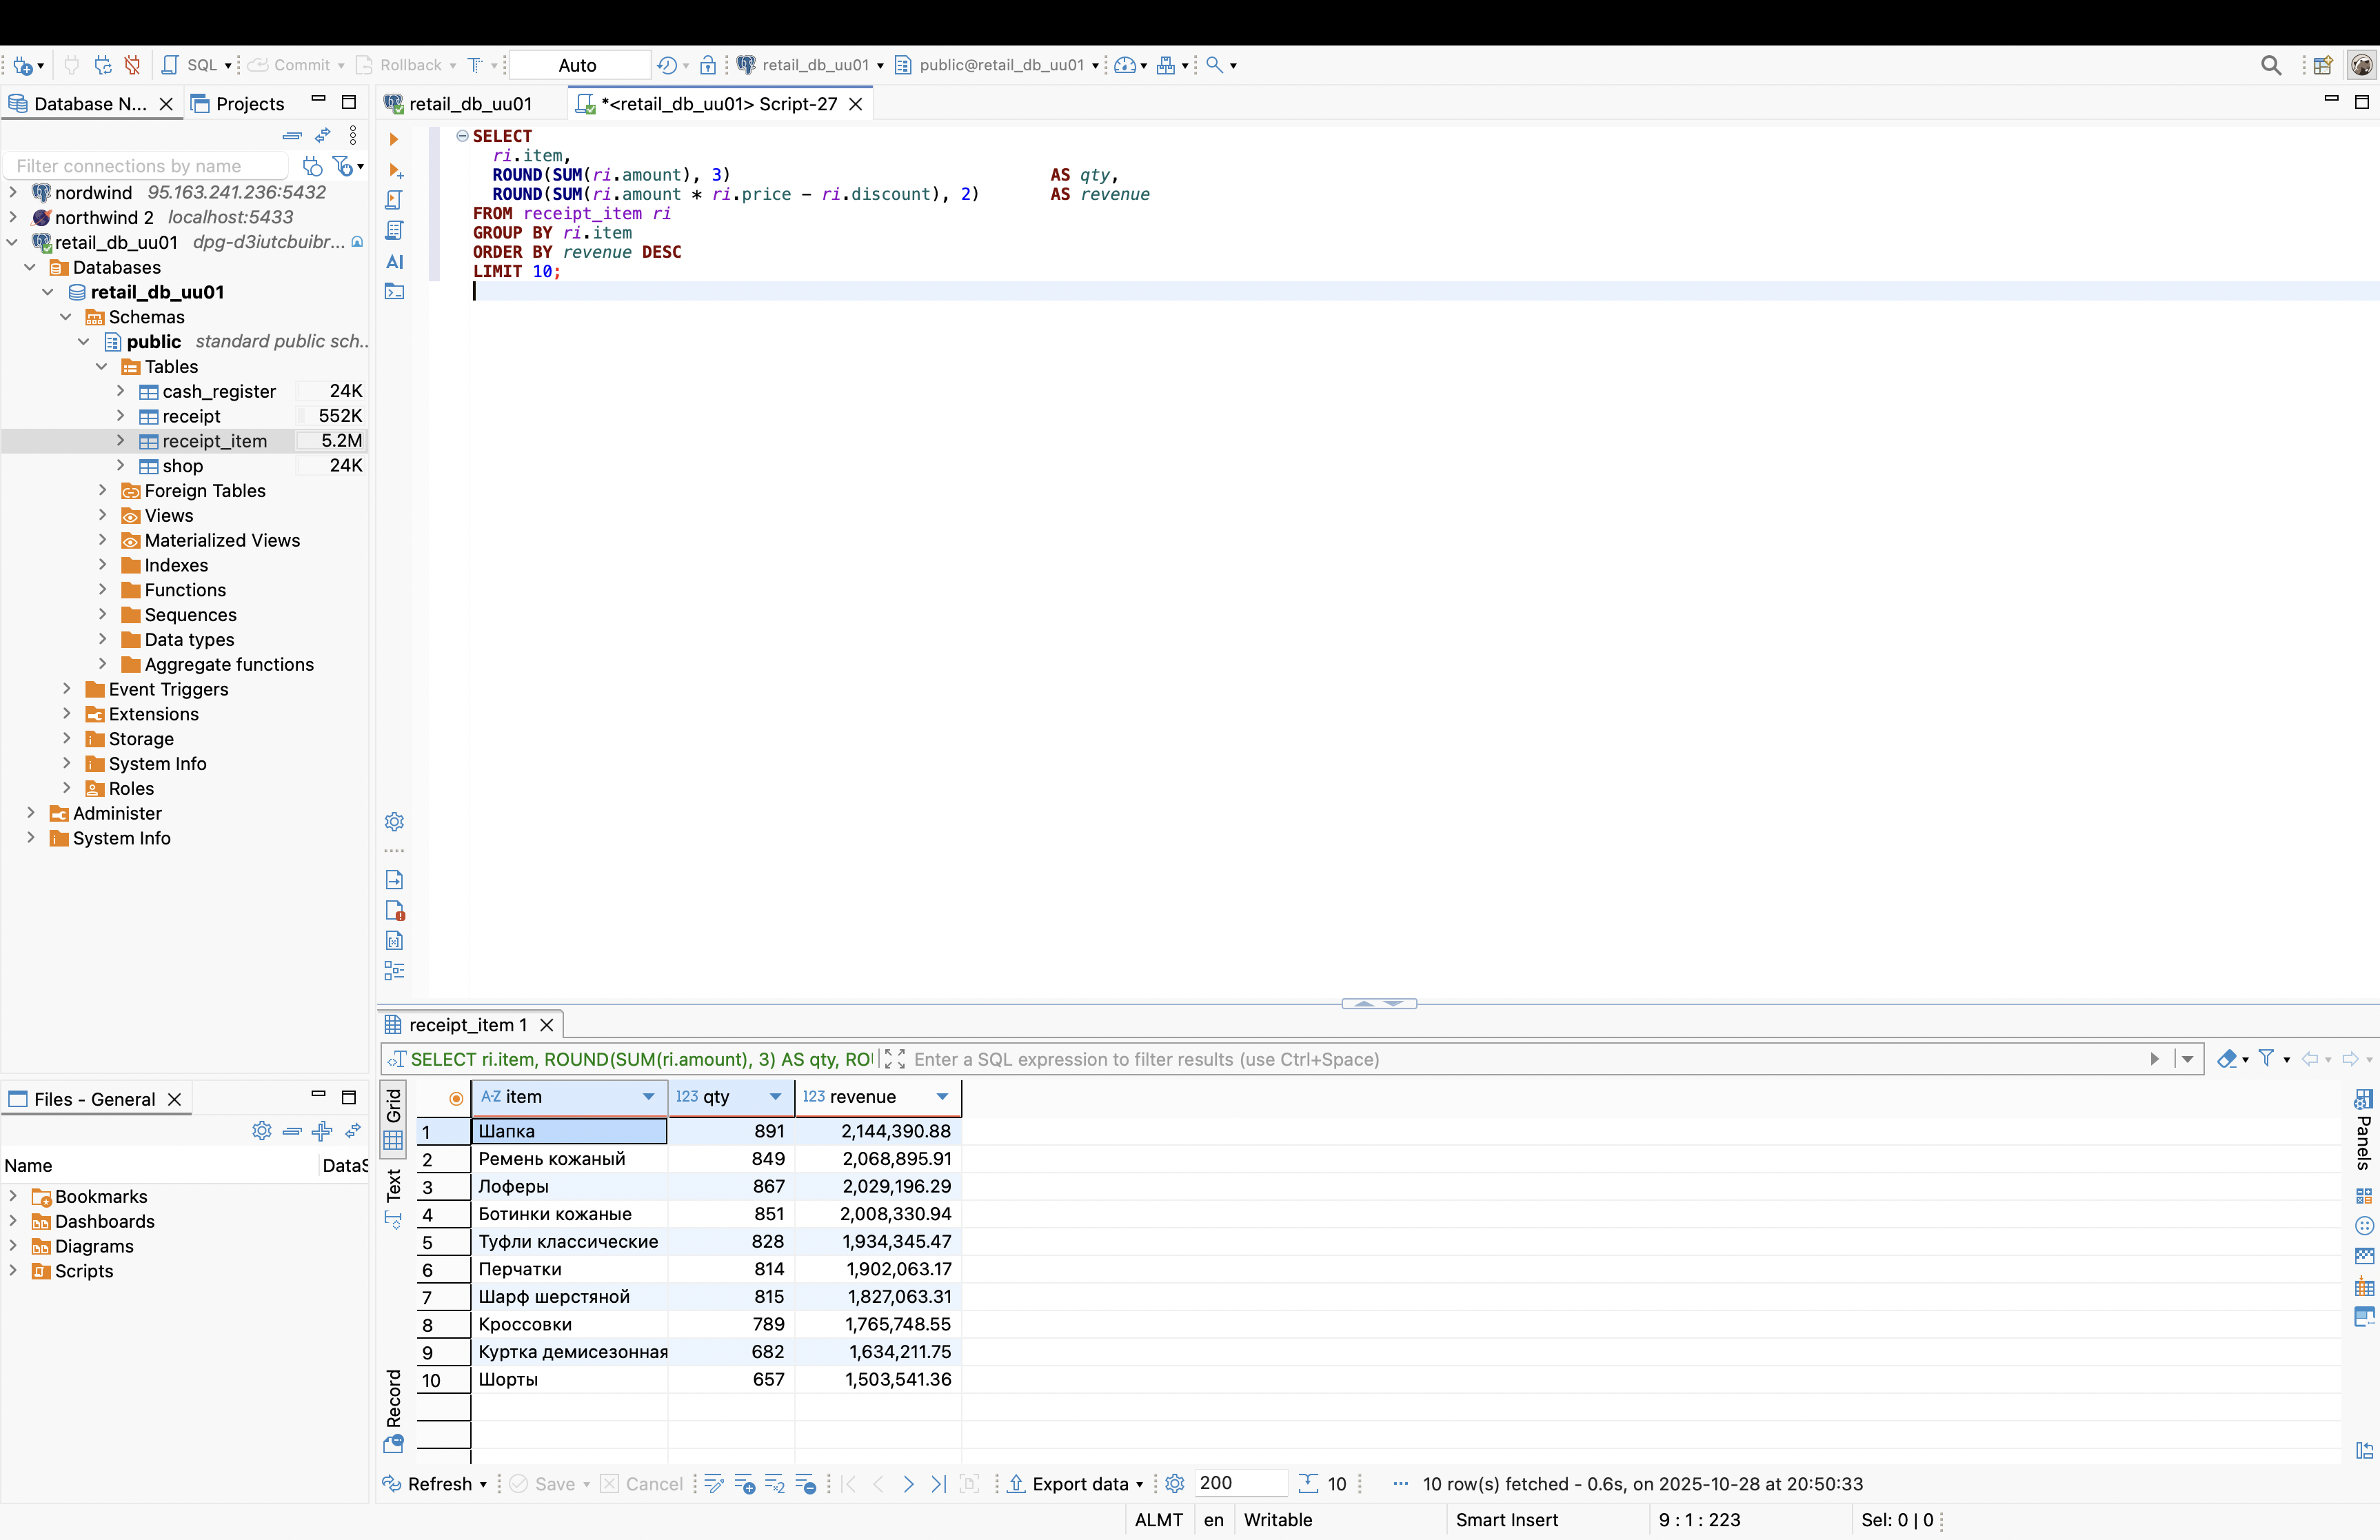 SQL Commit Rollback T Auto retail_db_uu01 public@retail_db_uu01
Database N... Projects
Filter connections by name
nordwind 95.163.241.236:5432
northwind 2 localhost:5433
retail_db_uu01 dpg-d3iutcbuibr...
Databases
retail_db_uu01
Schemas
public standard public sch..
Tables
cash_register 24K
receipt 552K
receipt_item 5.2M
shop 24K
Foreign Tables
Views
Materialized Views
Indexes
Functions
Sequences
Data types
Aggregate functions
Event Triggers
Extensions
Storage
System Info
Roles
Administer
System Info
Files - General
Name DataS
Bookmarks
Dashboards
Diagrams
Scripts
retail_db_uu01 *<retail_db_uu01> Script-27
AI
SELECT
ri.item,
ROUND(SUM(ri.amount), 3) AS qty,
ROUND(SUM(ri.amount * ri.price - ri.discount), 2) AS revenue
FROM receipt_item ri
GROUP BY ri.item
ORDER BY revenue DESC
LIMIT 10;
receipt_item 1
SELECT ri.item, ROUND(SUM(ri.amount), 3) AS qty, ROU Enter a SQL expression to filter results (use Ctrl+Space)
Grid
Text
Record
A-Z item 123 qty 123 revenue
1 Шапка 891 2,144,390.88
2 Ремень кожаный 849 2,068,895.91
3 Лоферы 867 2,029,196.29
4 Ботинки кожаные 851 2,008,330.94
5 Туфли классические 828 1,934,345.47
6 Перчатки 814 1,902,063.17
7 Шарф шерстяной 815 1,827,063.31
8 Кроссовки 789 1,765,748.55
9 Куртка демисезонная 682 1,634,211.75
10 Шорты 657 1,503,541.36
Panels
Refresh Save Cancel Export data 200 10 ... 10 row(s) fetched - 0.6s, on 2025-10-28 at 20:50:33
ALMT en Writable Smart Insert 9 : 1 : 223 Sel: 0 | 0